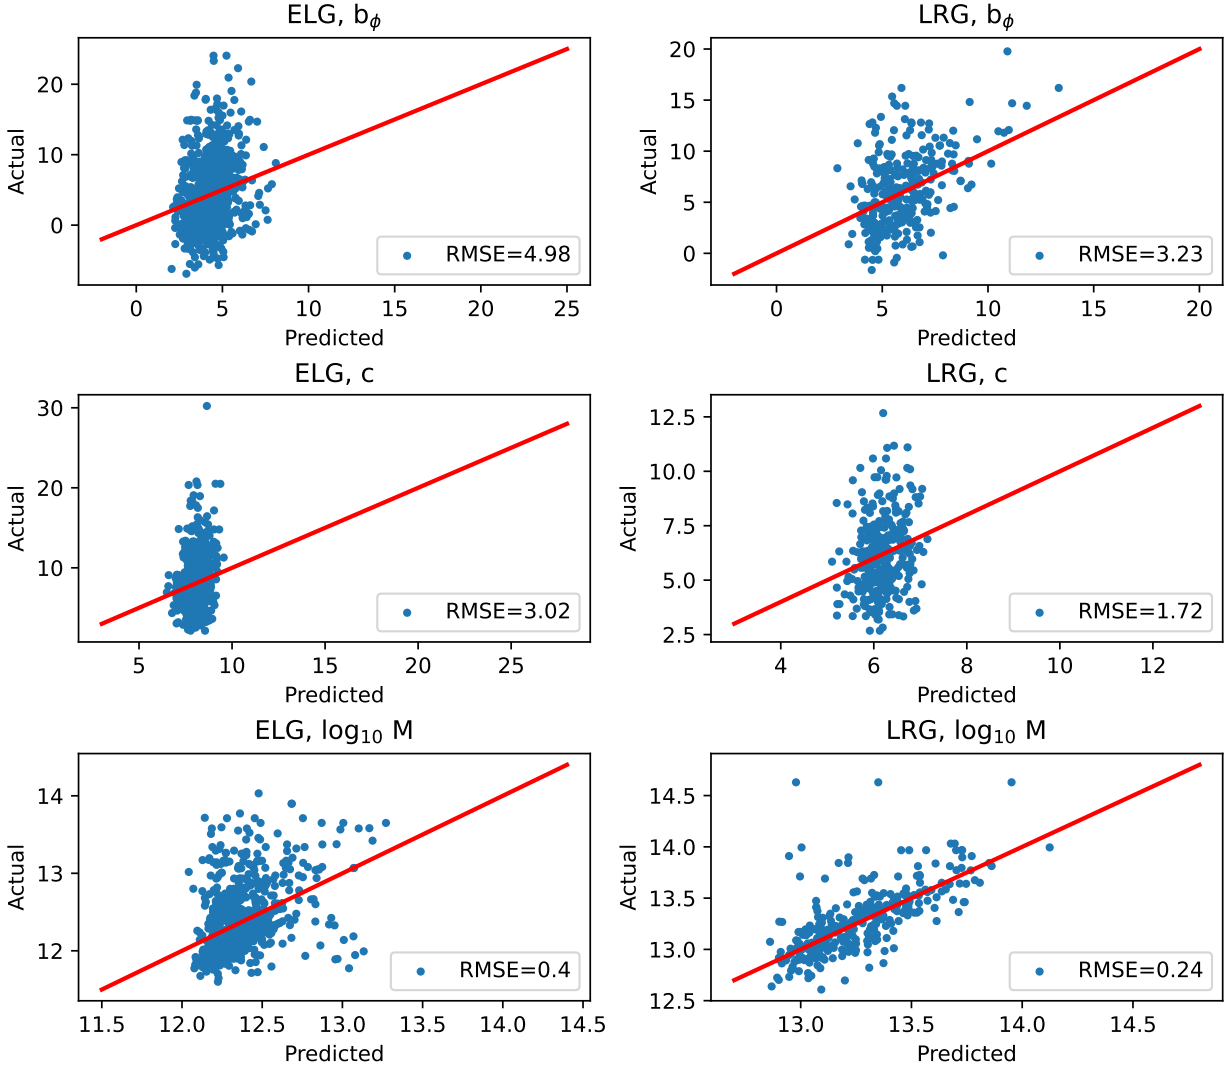 ELG, b_ϕ
LRG, b_ϕ
20
10
0
Actual
RMSE=4.98
0 5 10 15 20 25
Predicted
20
15
10
5
0
Actual
RMSE=3.23
0 5 10 15 20
Predicted
ELG, c
LRG, c
30
20
10
Actual
RMSE=3.02
5 10 15 20 25
Predicted
12.5
10.0
7.5
5.0
2.5
Actual
RMSE=1.72
4 6 8 10 12
Predicted
ELG, log₁₀ M
LRG, log₁₀ M
14
13
12
Actual
RMSE=0.4
11.5 12.0 12.5 13.0 13.5 14.0 14.5
Predicted
14.5
14.0
13.5
13.0
12.5
Actual
RMSE=0.24
13.0 13.5 14.0 14.5
Predicted